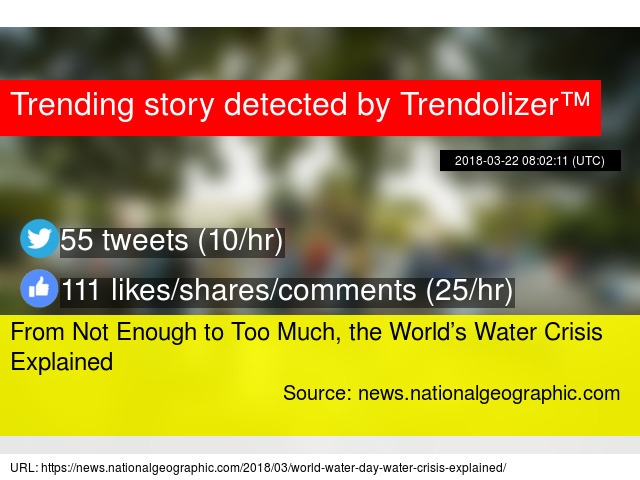 Trending story detected by Trendolizer™
2018-03-22 08:02:11 (UTC)
55 tweets (10/hr)
111 likes/shares/comments (25/hr)
From Not Enough to Too Much, the World’s Water Crisis
Explained
Source: news.nationalgeographic.com
URL: https://news.nationalgeographic.com/2018/03/world-water-day-water-crisis-explained/